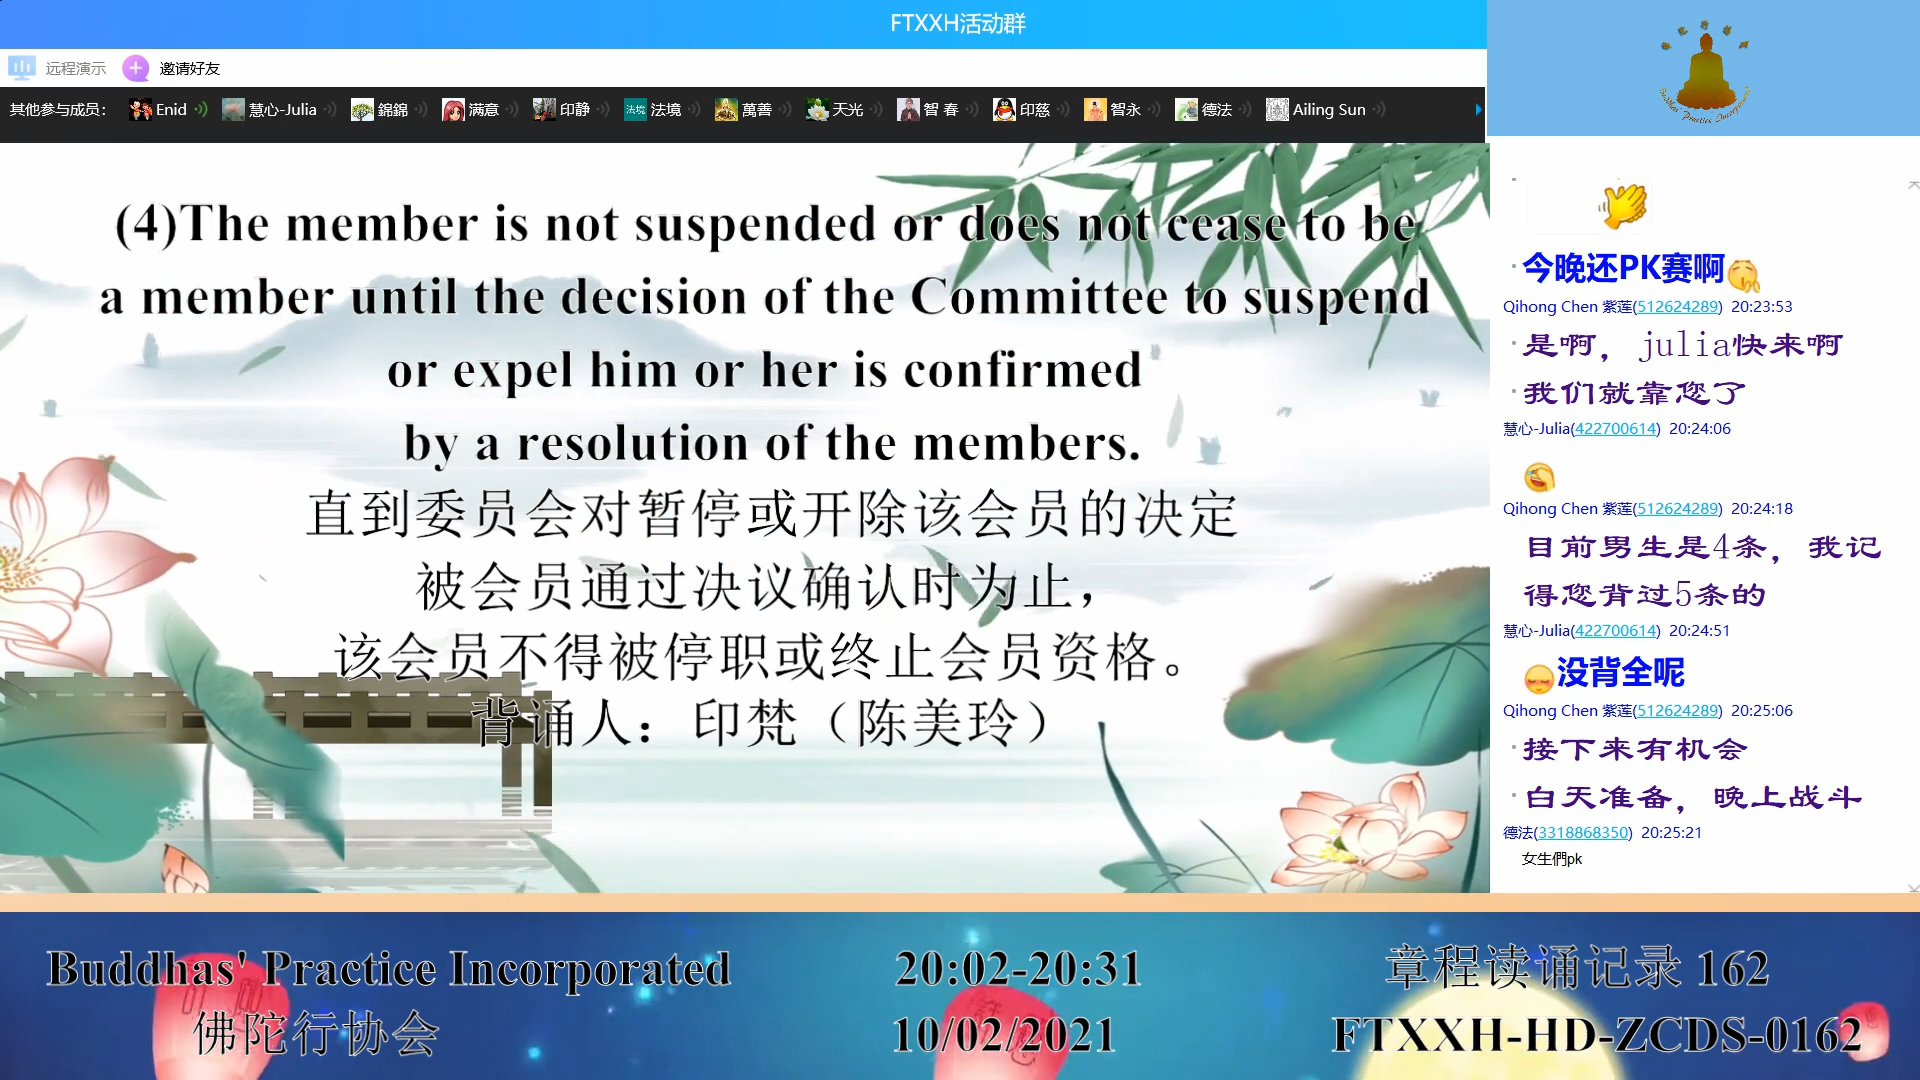 FTXXH活动群
远程演示 邀请好友
其他参与成员： Enid 慧心-Julia 錦錦 满意 印静 法境 法境 萬善 天光 智 春 印慈 智永 德法 Ailing Sun
Buddhas' Practice Incorporated
(4)The member is not suspended or does not cease to be
a member until the decision of the Committee to suspend
or expel him or her is confirmed
by a resolution of the members.
直到委员会对暂停或开除该会员的决定
被会员通过决议确认时为止，
该会员不得被停职或终止会员资格。
背诵人：印梵（陈美玲）
今晚还PK赛啊
Qihong Chen 紫莲(512624289) 20:23:53
是啊，julia快来啊
我们就靠您了
慧心-Julia(422700614) 20:24:06
Qihong Chen 紫莲(512624289) 20:24:18
目前男生是4条，我记
得您背过5条的
慧心-Julia(422700614) 20:24:51
没背全呢
Qihong Chen 紫莲(512624289) 20:25:06
接下来有机会
白天准备，晚上战斗
德法(3318868350) 20:25:21
女生們pk
Buddhas' Practice Incorporated
佛陀行协会
20:02-20:31
10/02/2021
章程读诵记录 162
FTXXH-HD-ZCDS-0162